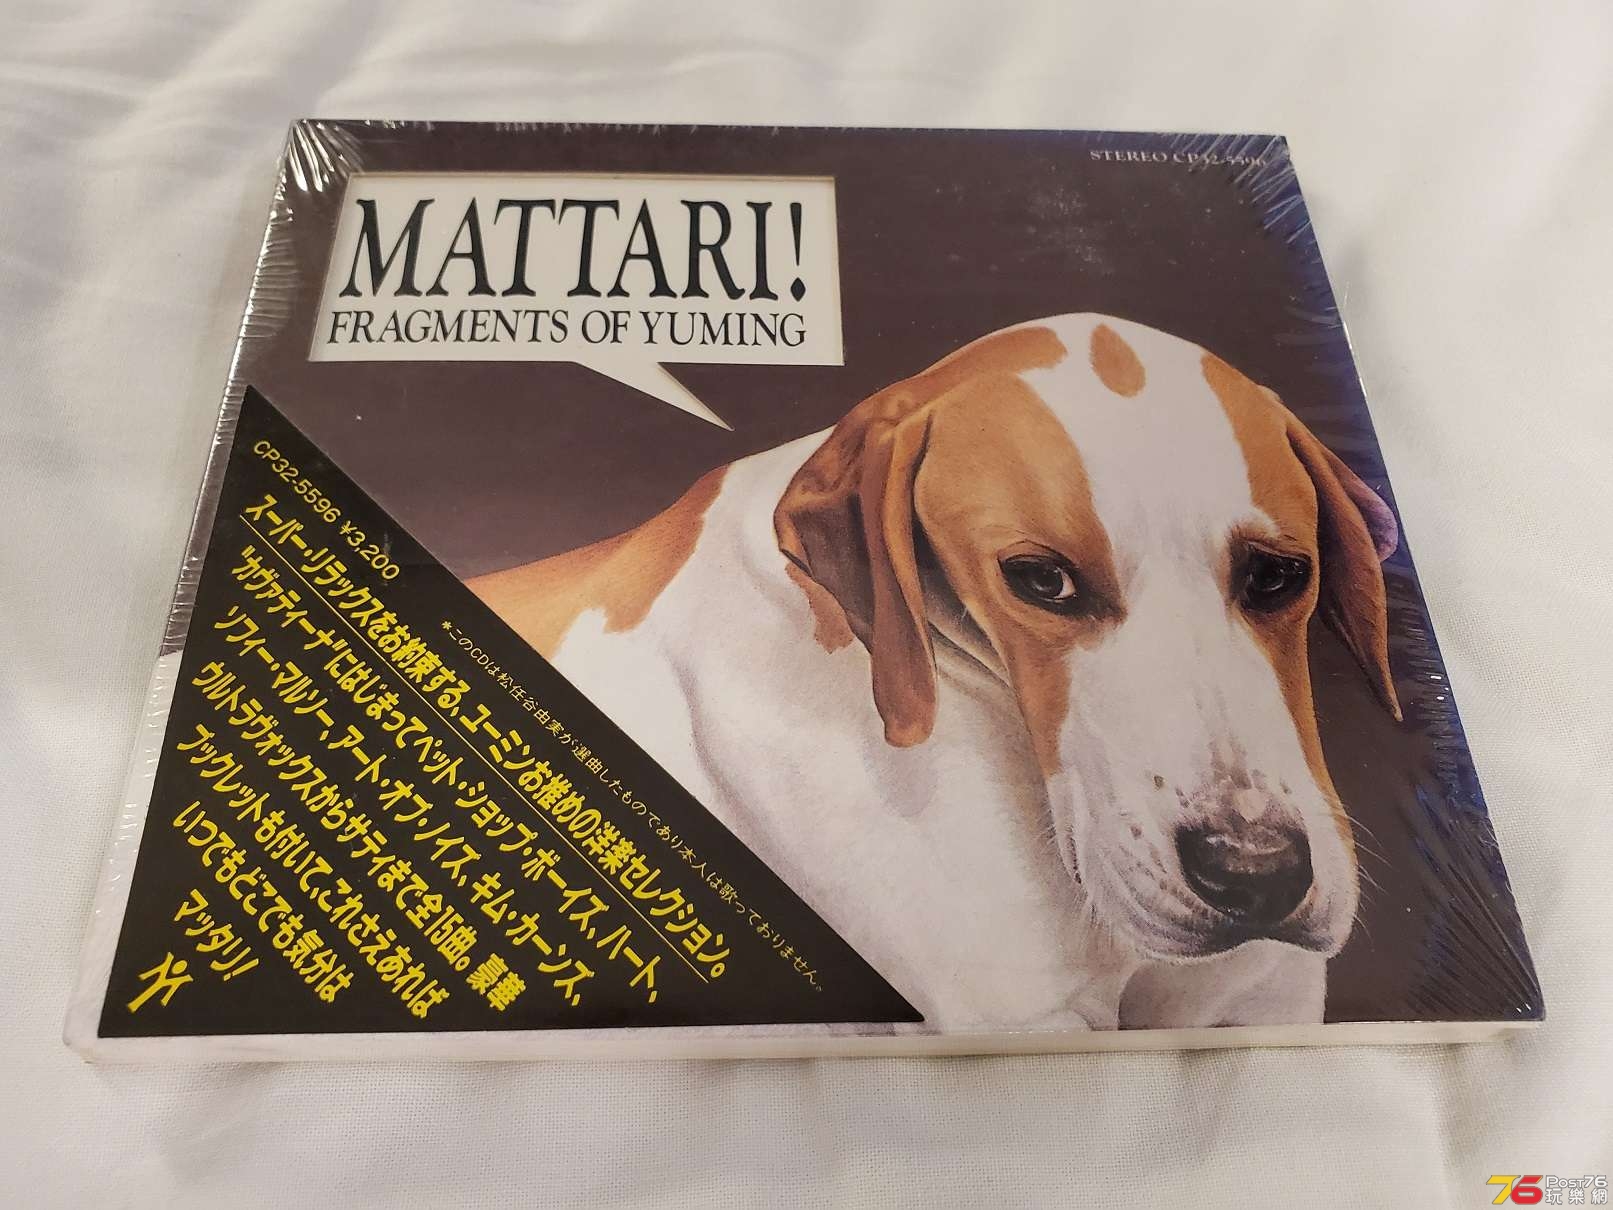 STEREO CP32-5596
MATTARI!
FRAGMENTS OF YUMING
CP32-5596 ¥3,200
スーパー・リラックスをお約束する、ユーミンお推めの洋楽セレクション。
"カヴァティーナ"にはじまってペット・ショップ・ボーイズ、ハート、
ソフィー・マルソー、アート・オブ・ノイズ、キム・カーンズ、
ウルトラヴォックスからサティまで全15曲。豪華
ブックレットも付いて、これさえあれば
いつでもどこでも気分は
マッタリ!
*このCDは松任谷由実が選曲したものであり本人は歌っておりません。
76 Post76
玩樂網